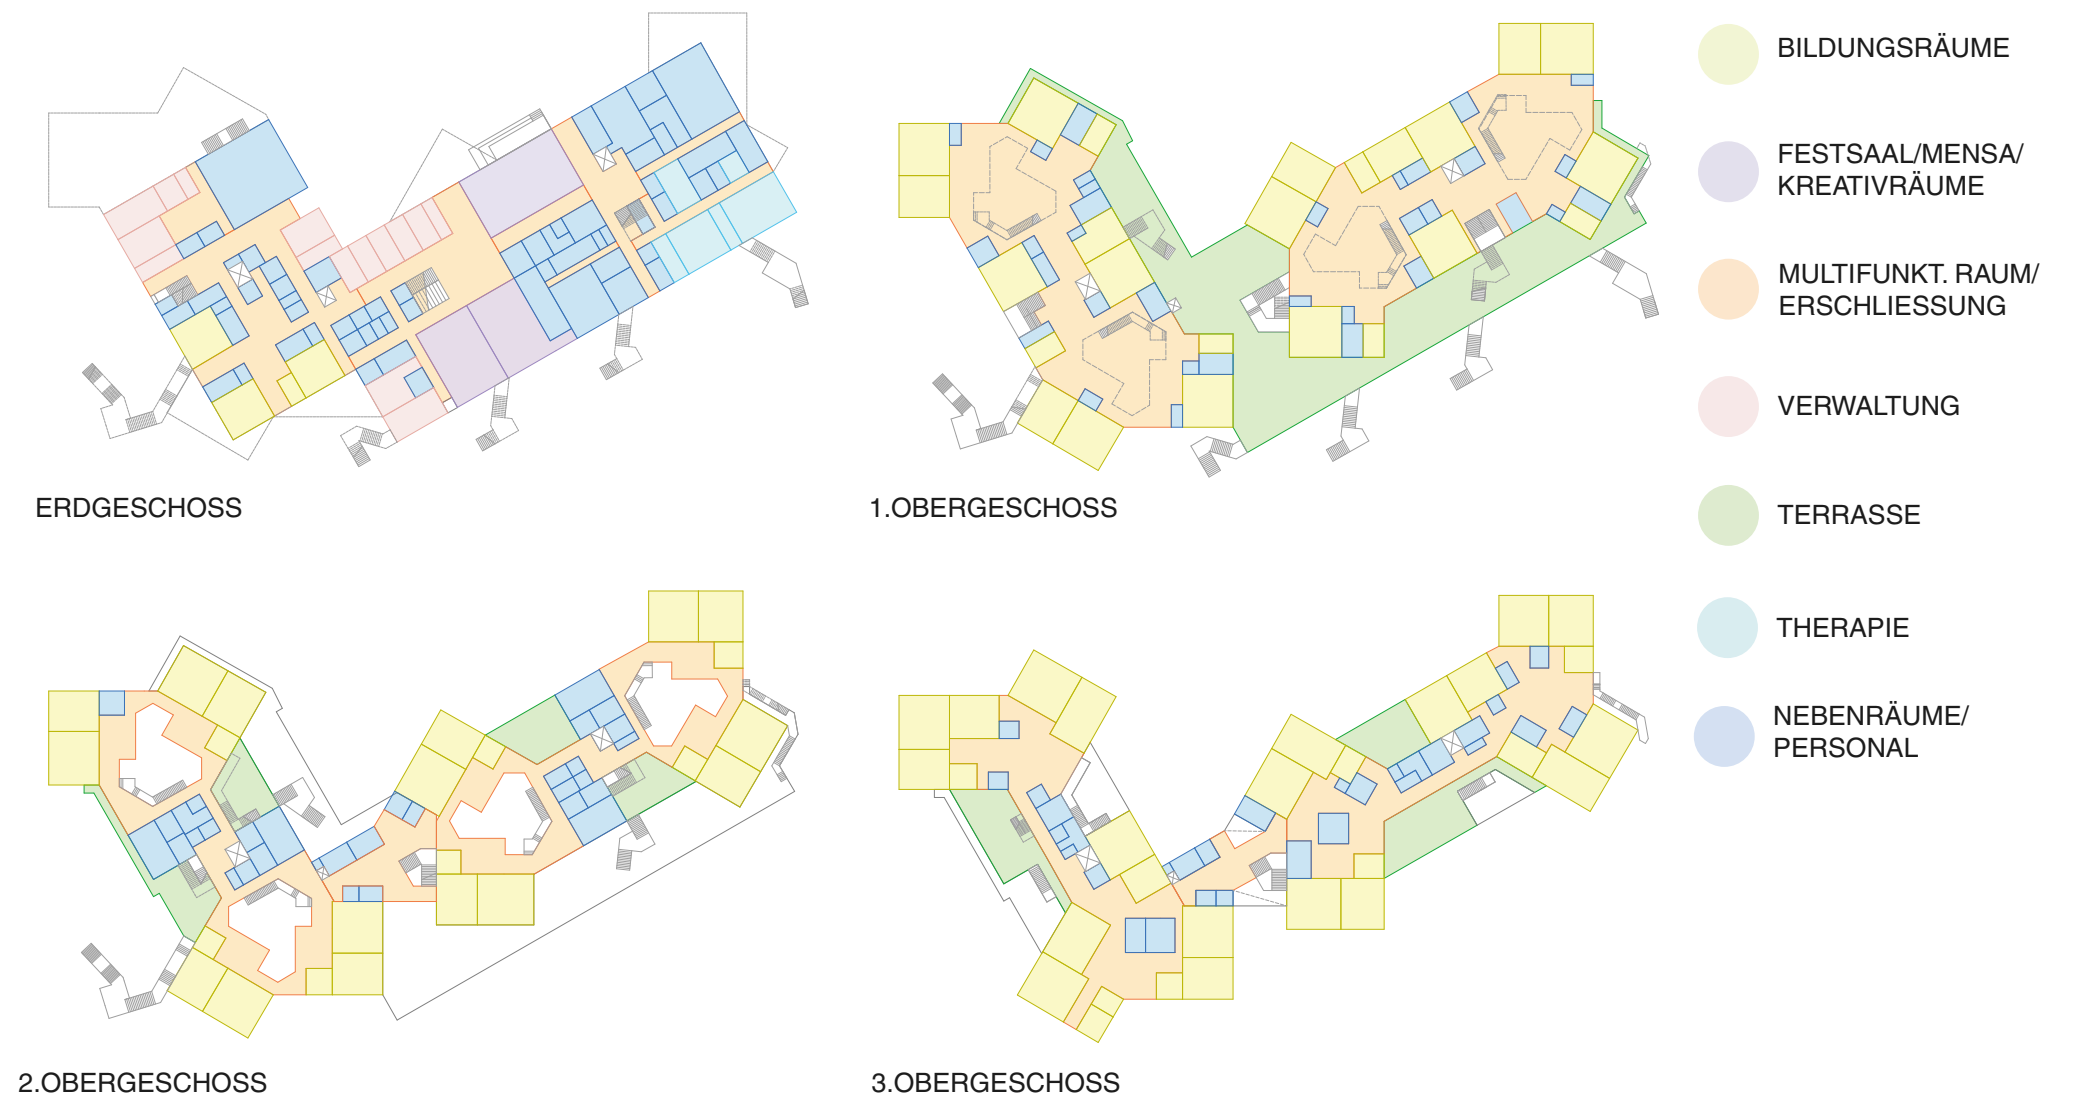 BILDUNGSRÄUME
FESTSAAL/MENSA/
KREATIVRÄUME
MULTIFUNKT. RAUM/
ERSCHLIESSUNG
VERWALTUNG
TERRASSE
THERAPIE
NEBENRÄUME/
PERSONAL
ERDGESCHOSS
1.OBERGESCHOSS
2.OBERGESCHOSS
3.OBERGESCHOSS